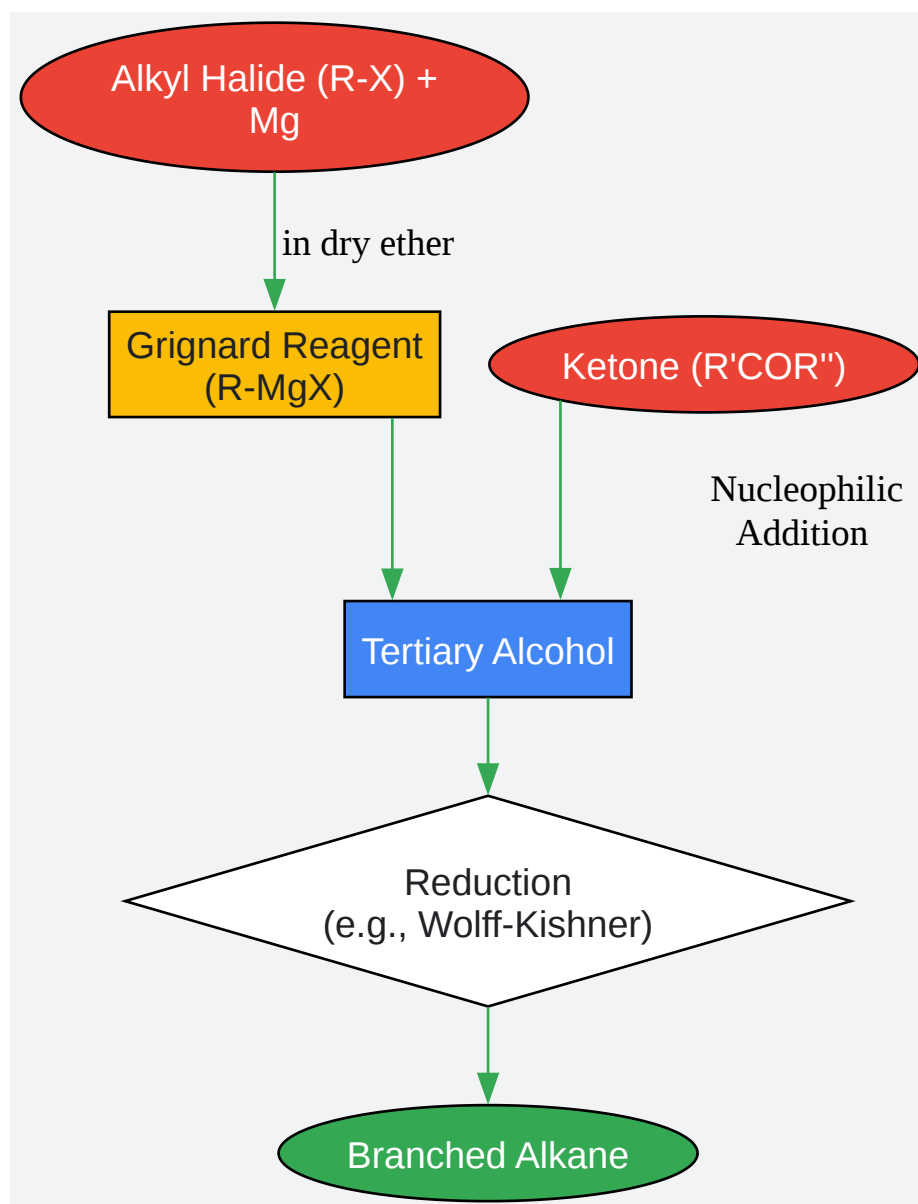 Alkyl Halide (R-X) +
Mg
in dry ether
Grignard Reagent
(R-MgX)
Ketone (R'COR'')
Nucleophilic
Addition
Tertiary Alcohol
Reduction
(e.g., Wolff-Kishner)
Branched Alkane